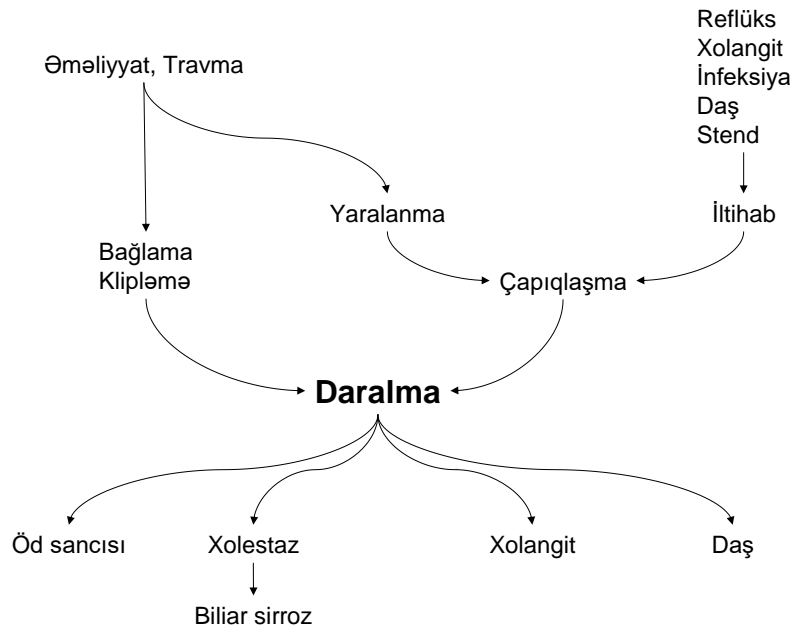 Reflüks
Xolangit
İnfeksiya
Daş
Stend
Əməliyyat, Travma
Yaralanma
İltihab
Bağlama
Klipləmə
Çapıqlaşma
Daralma
Öd sancısı
Xolestaz
Xolangit
Daş
Biliar sirroz